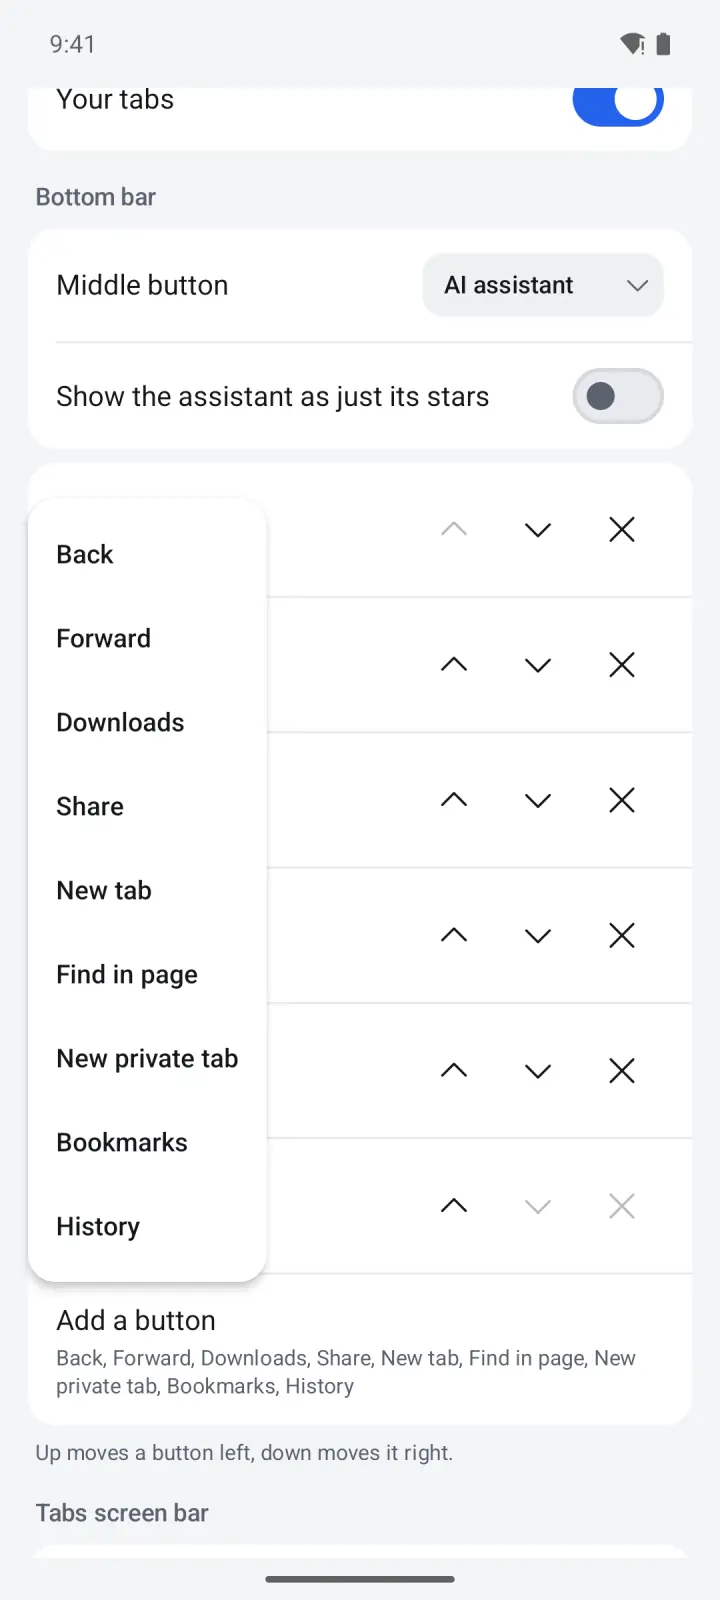 9:41
Your tabs
Bottom bar
Middle button
AI assistant
Show the assistant as just its stars
Back
Forward
Downloads
Share
New tab
Find in page
New private tab
Bookmarks
History
Add a button
Back, Forward, Downloads, Share, New tab, Find in page, New
private tab, Bookmarks, History
Up moves a button left, down moves it right.
Tabs screen bar